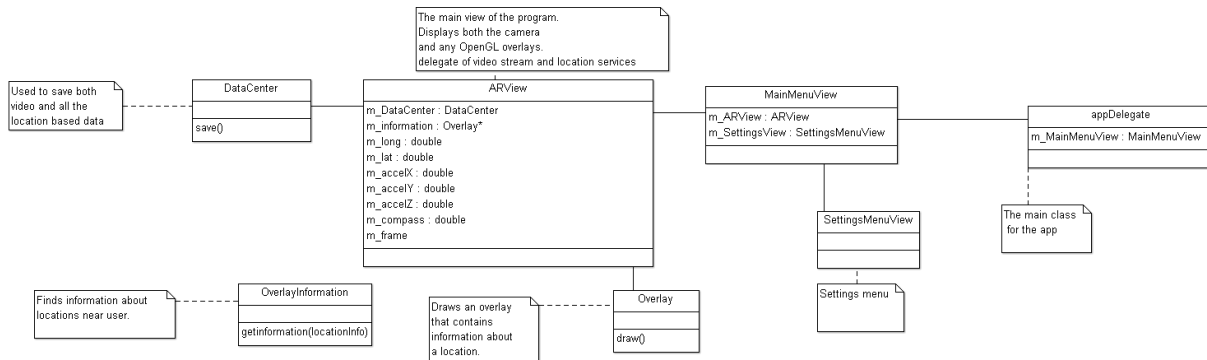 The main view of the program.
Displays both the camera
and any OpenGL overlays.
delegate of video stream and location services
Used to save both
video and all the
location based data
DataCenter
save()
ARView
m_DataCenter : DataCenter
m_information : Overlay*
m_long : double
m_lat : double
m_accelX : double
m_accelY : double
m_accelZ : double
m_compass : double
m_frame
MainMenuView
m_ARView : ARView
m_SettingsView : SettingsMenuView
appDelegate
m_MainMenuView : MainMenuView
The main class
for the app
SettingsMenuView
Settings menu
Finds information about
locations near user.
OverlayInformation
getinformation(locationInfo)
Draws an overlay
that contains
information about
a location.
Overlay
draw()